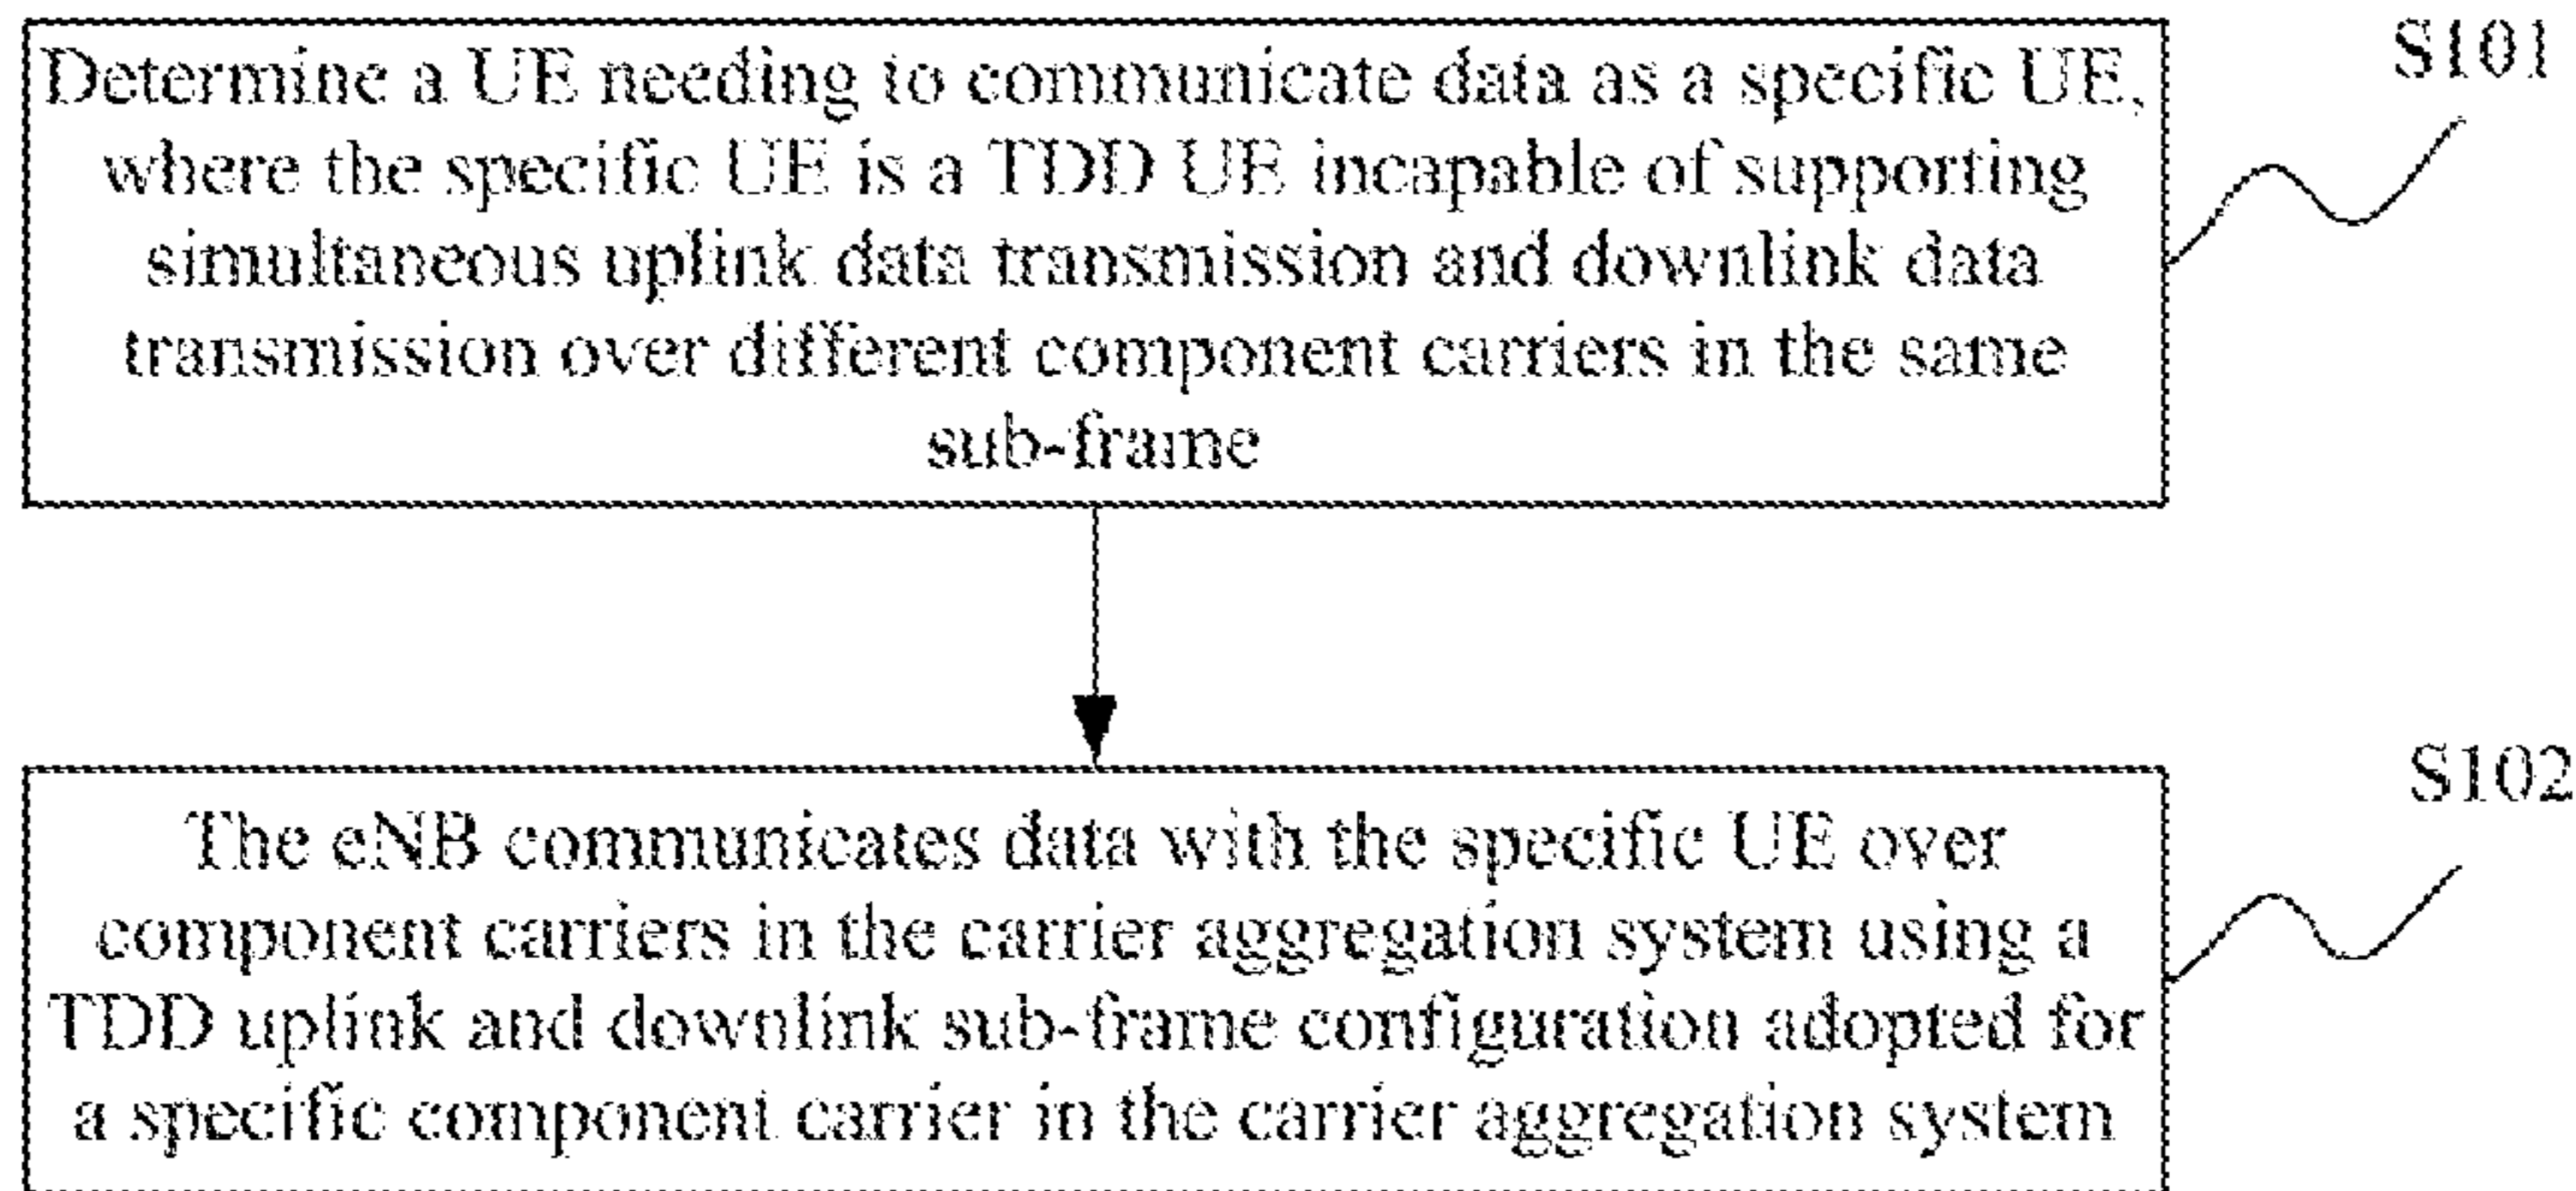 Determine a UE needing to communicate data as a specific UE,
where the specific UE is a TDD UE incapable of supporting
simultaneous uplink data transmission and downlink data
transmission over different component carriers in the same
sub-frame
S101
The eNB communicates data with the specific UE over
component carriers in the carrier aggregation system using a
TDD uplink and downlink sub-frame configuration adopted for
a specific component carrier in the carrier aggregation system
S102